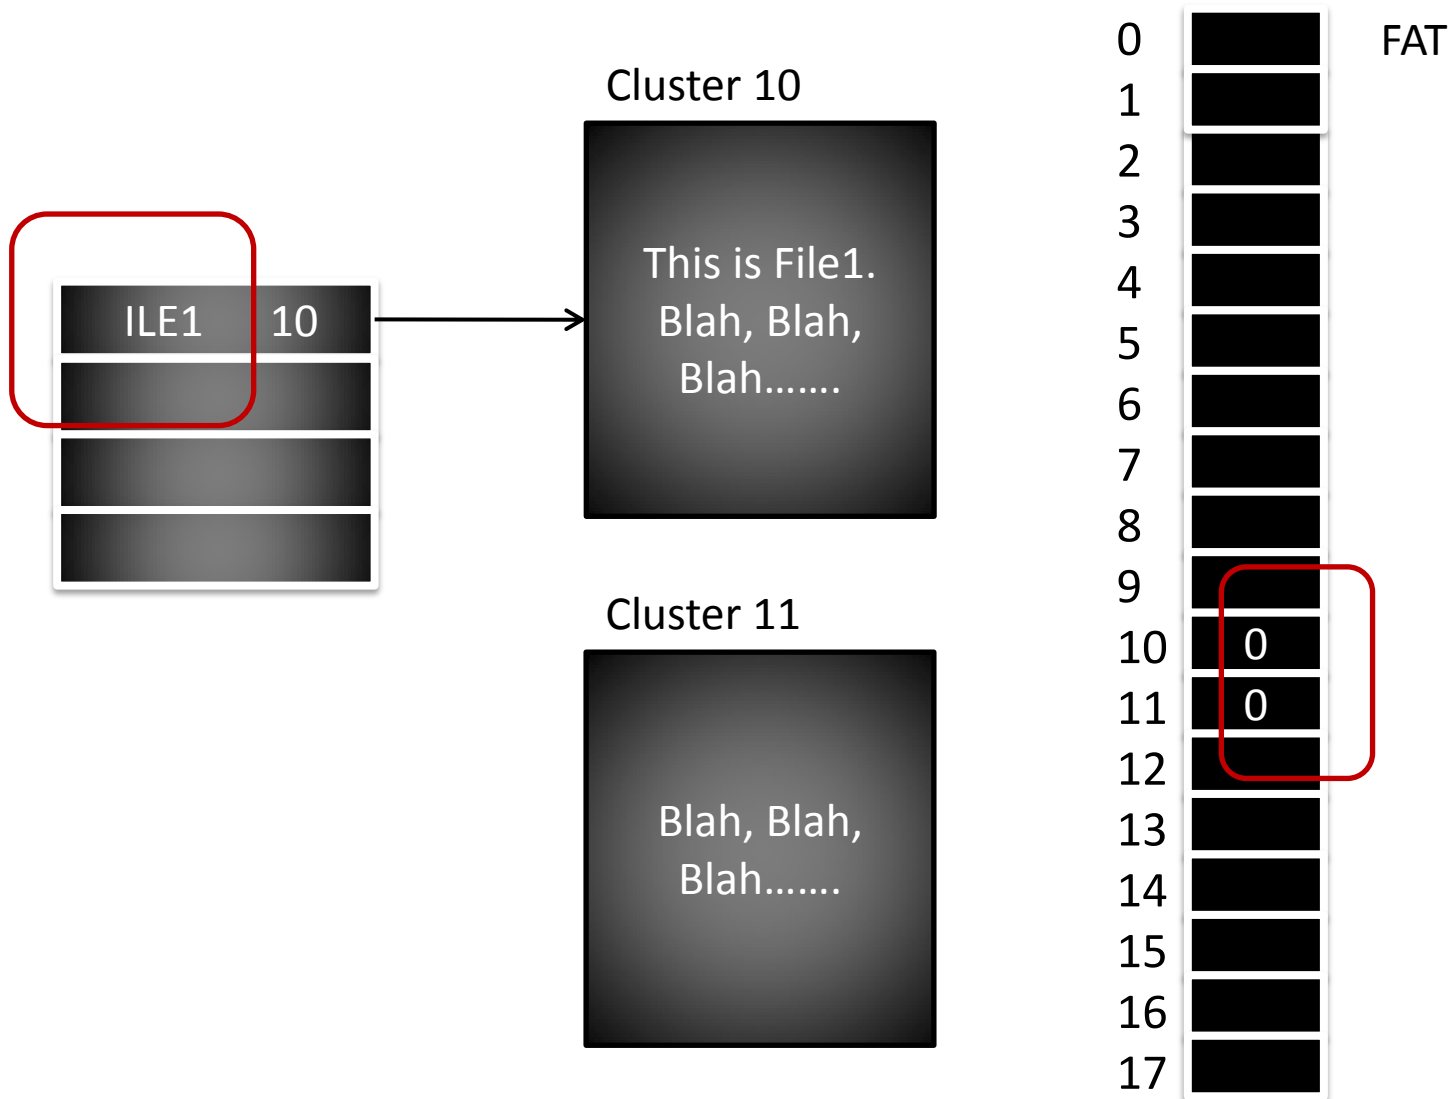 ILE1 10
Cluster 10
This is File1.
Blah, Blah,
Blah.......
Cluster 11
Blah, Blah,
Blah.......
FAT
0
1
2
3
4
5
6
7
8
9
10 0
11 0
12
13
14
15
16
17